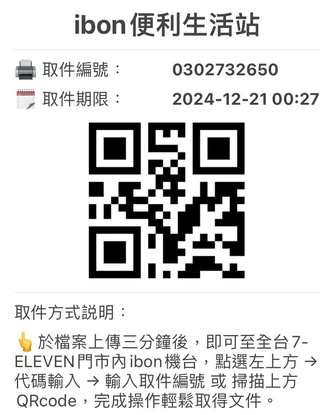 ibon便利生活站
取件編號： 0302732650
取件期限： 2024-12-21 00:27
取件方式説明：
👆於檔案上傳三分鐘後，即可至全台7-
ELEVEN門市內ibon機台，點選左上方 →
代碼輸入 → 輸入取件編號 或 掃描上方
QRcode，完成操作輕鬆取得文件。